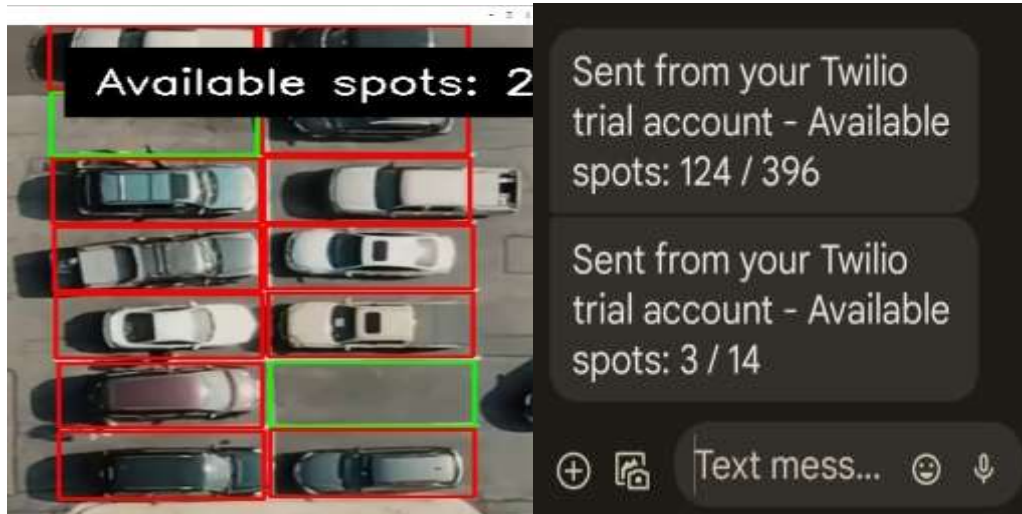 Available spots: 2
Sent from your Twilio
trial account - Available
spots: 124 / 396
Sent from your Twilio
trial account - Available
spots: 3 / 14
Text mess...